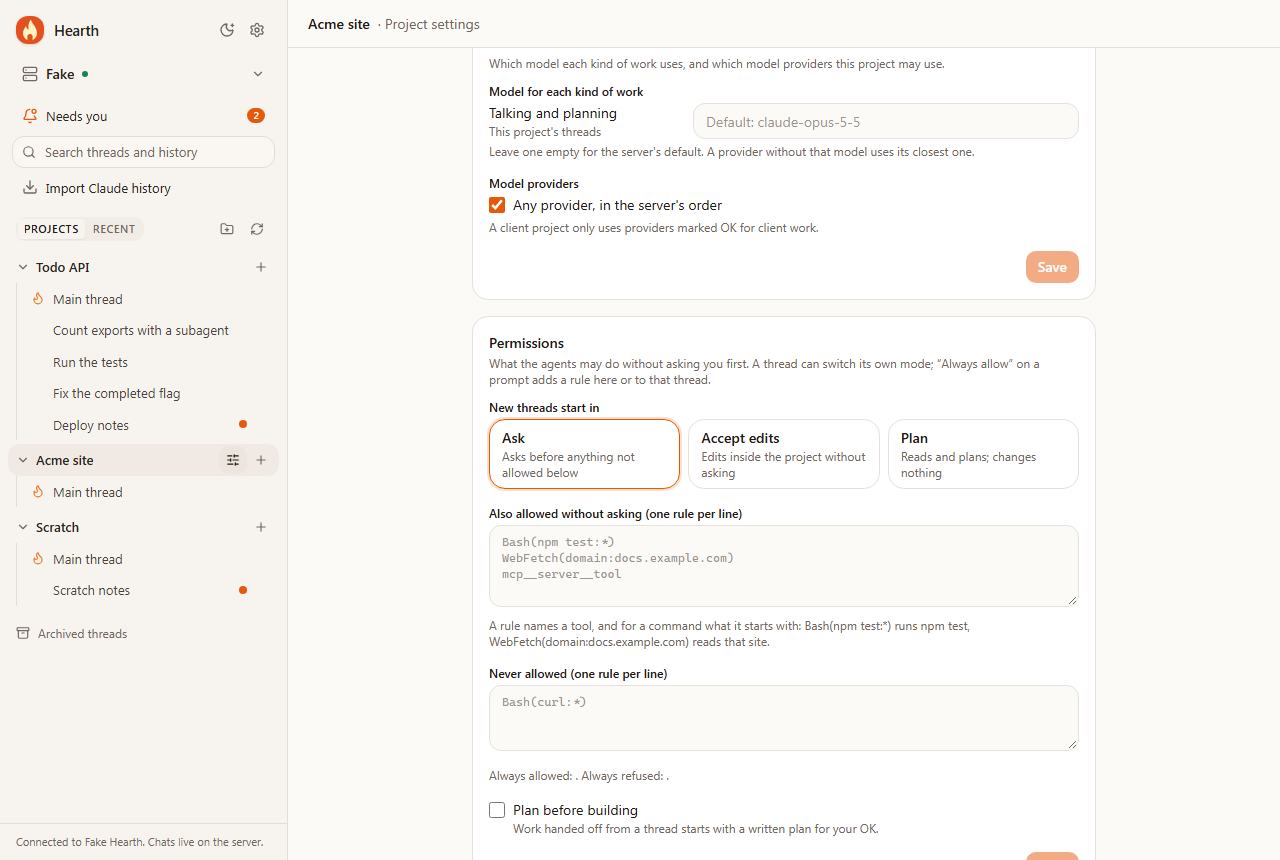 Hearth
Fake
Needs you
2
Search threads and history
Import Claude history
PROJECTS RECENT
Todo API
Main thread
Count exports with a subagent
Run the tests
Fix the completed flag
Deploy notes
Acme site
Main thread
Scratch
Main thread
Scratch notes
Archived threads
Connected to Fake Hearth. Chats live on the server.
Acme site · Project settings
Which model each kind of work uses, and which model providers this project may use.
Model for each kind of work
Talking and planning
This project's threads
Default: claude-opus-5-5
Leave one empty for the server's default. A provider without that model uses its closest one.
Model providers
Any provider, in the server's order
A client project only uses providers marked OK for client work.
Save
Permissions
What the agents may do without asking you first. A thread can switch its own mode; “Always allow” on a
prompt adds a rule here or to that thread.
New threads start in
Ask
Asks before anything not
allowed below
Accept edits
Edits inside the project without
asking
Plan
Reads and plans; changes
nothing
Also allowed without asking (one rule per line)
Bash(npm test:*)
WebFetch(domain:docs.example.com)
mcp__server__tool
A rule names a tool, and for a command what it starts with: Bash(npm test:*) runs npm test,
WebFetch(domain:docs.example.com) reads that site.
Never allowed (one rule per line)
Bash(curl:*)
Always allowed: . Always refused: .
Plan before building
Work handed off from a thread starts with a written plan for your OK.